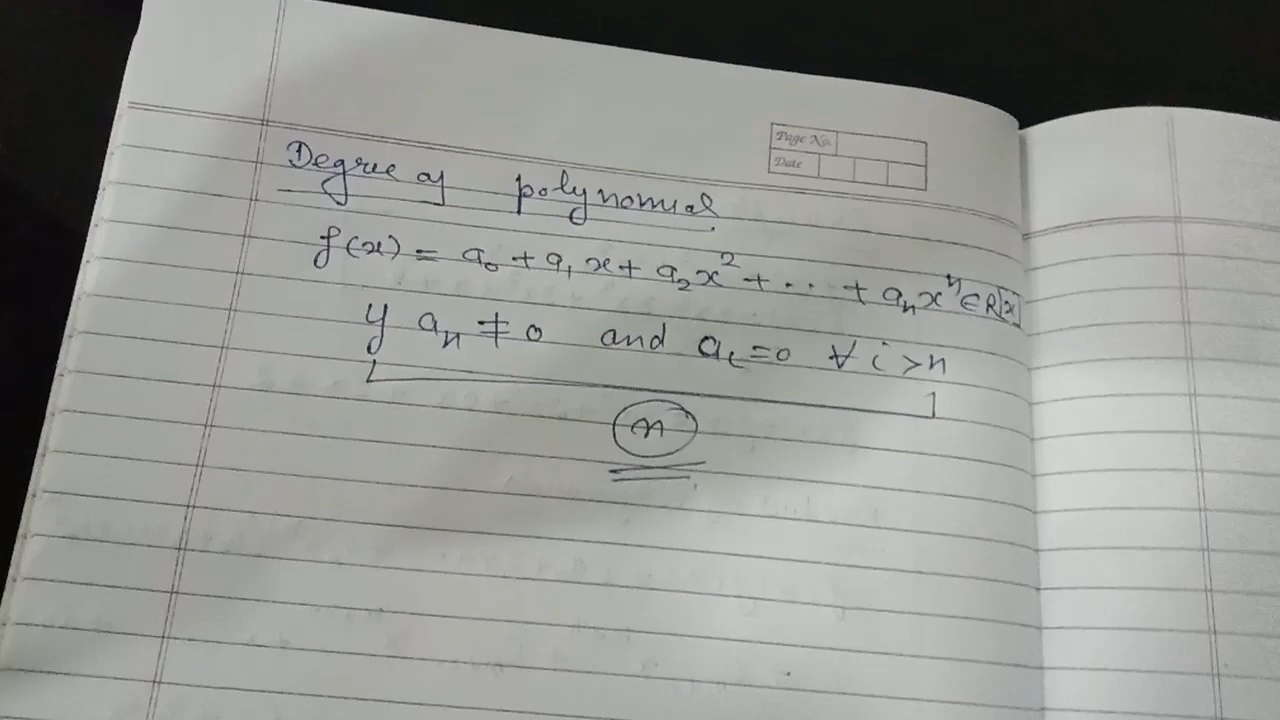 Page No.
Date
Degree of polynomial
f(x) = a₀ + a₁x + a₂x² + ... + aₙxⁿ ∈ R[x]
if aₙ ≠ 0 and aᵢ = 0 ∀ i > n
n